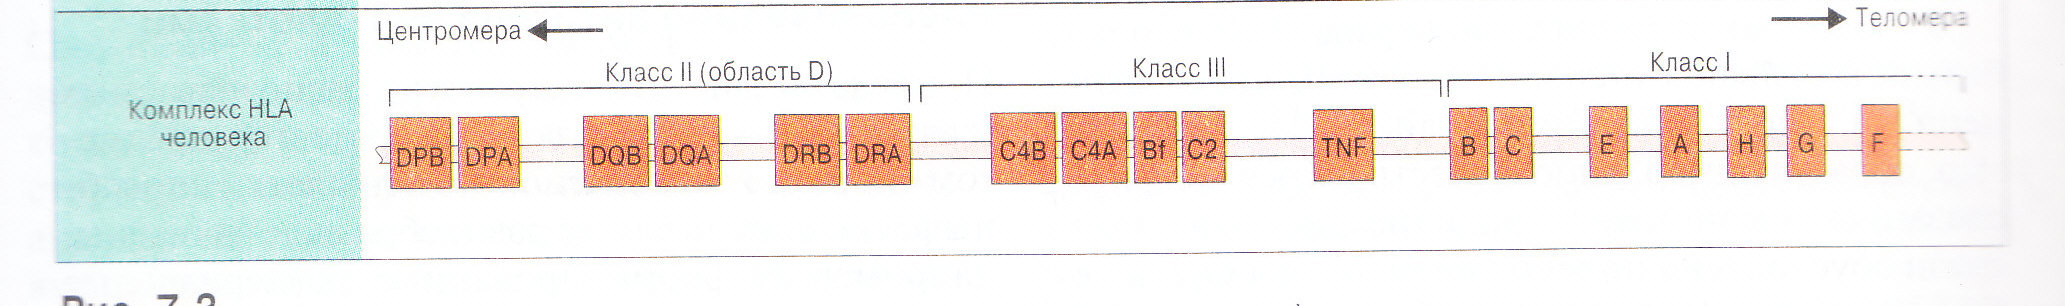 Центромера
Теломера
Класс II (область D)
Класс III
Класс I
Комплекс HLA
человека
DPB DPA DQB DQA DRB DRA C4B C4A Bf C2 TNF B C E A H G F